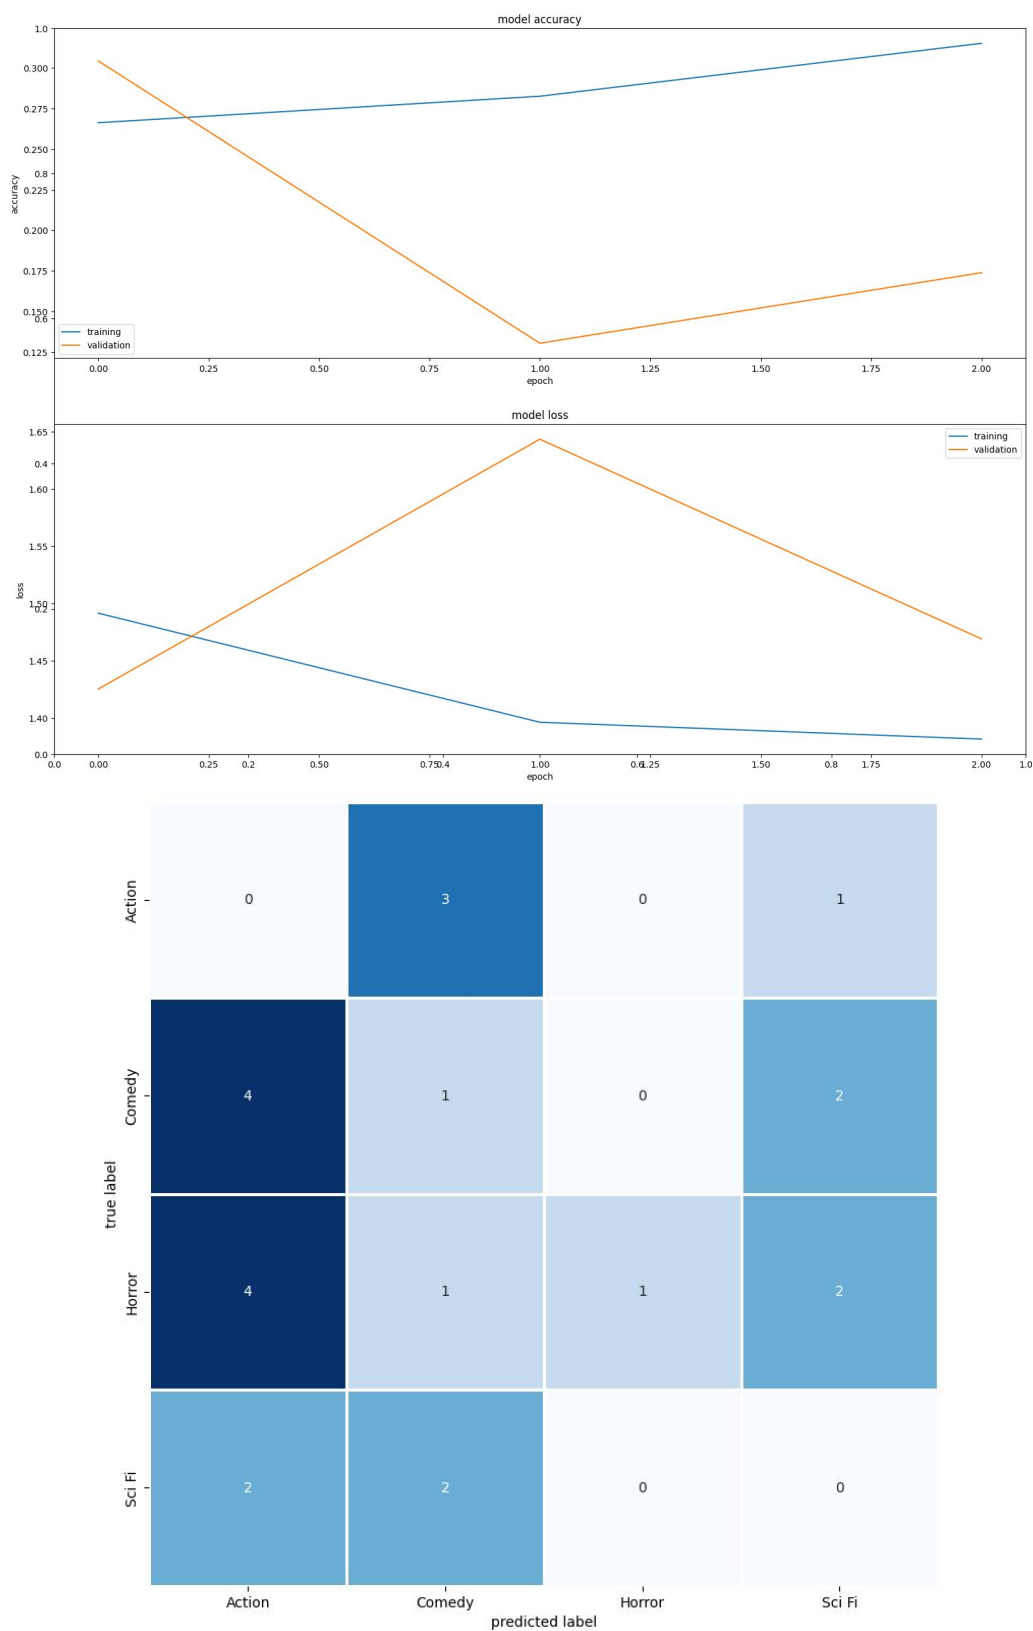 model accuracy
1.0
0.300
0.275
0.250
0.8
0.225
0.200
0.175
0.150
0.6
0.125
accuracy
training
validation
0.00 0.25 0.50 0.75 1.00 1.25 1.50 1.75 2.00
epoch
model loss
1.65
0.4
1.60
1.55
1.50
0.2
1.45
1.40
0.0
loss
training
validation
0.0 0.00 0.25 0.2 0.50 0.75 0.4 1.00 0.6 1.25 1.50 0.8 1.75 2.00 1.0
epoch
Action 0 3 0 1
Comedy 4 1 0 2
true label
Horror 4 1 1 2
Sci Fi 2 2 0 0
Action Comedy Horror Sci Fi
predicted label